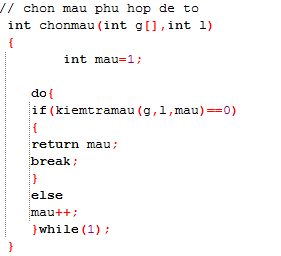 // chon mau phu hop de to
int chonmau(int g[],int l)
{
int mau=1;
do{
if(kiemtramau(g,l,mau)==0)
{
return mau;
break;
}
else
mau++;
}while(1);
}